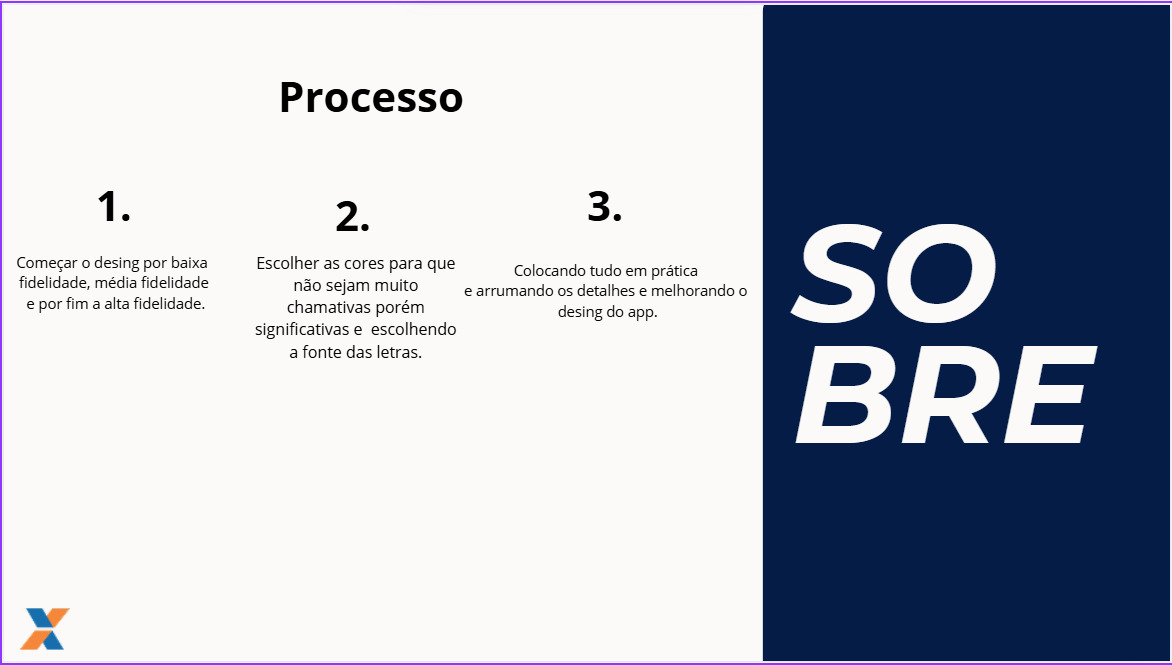 Processo
1.
Começar o desing por baixa
fidelidade, média fidelidade
e por fim a alta fidelidade.
2.
Escolher as cores para que
não sejam muito
chamativas porém
significativas e  escolhendo
a fonte das letras.
3.
Colocando tudo em prática
e arrumando os detalhes e melhorando o
desing do app.
SO
BRE